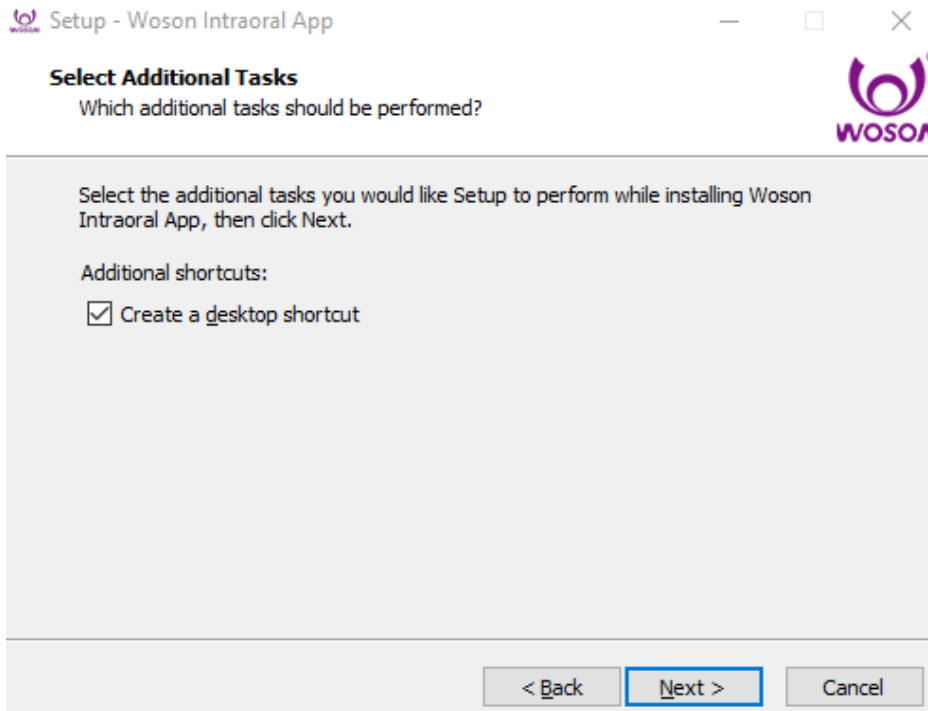 WOSON
Setup - Woson Intraoral App
Select Additional Tasks
Which additional tasks should be performed?
WOSON
Select the additional tasks you would like Setup to perform while installing Woson
Intraoral App, then click Next.
Additional shortcuts:
Create a desktop shortcut
< Back
Next >
Cancel